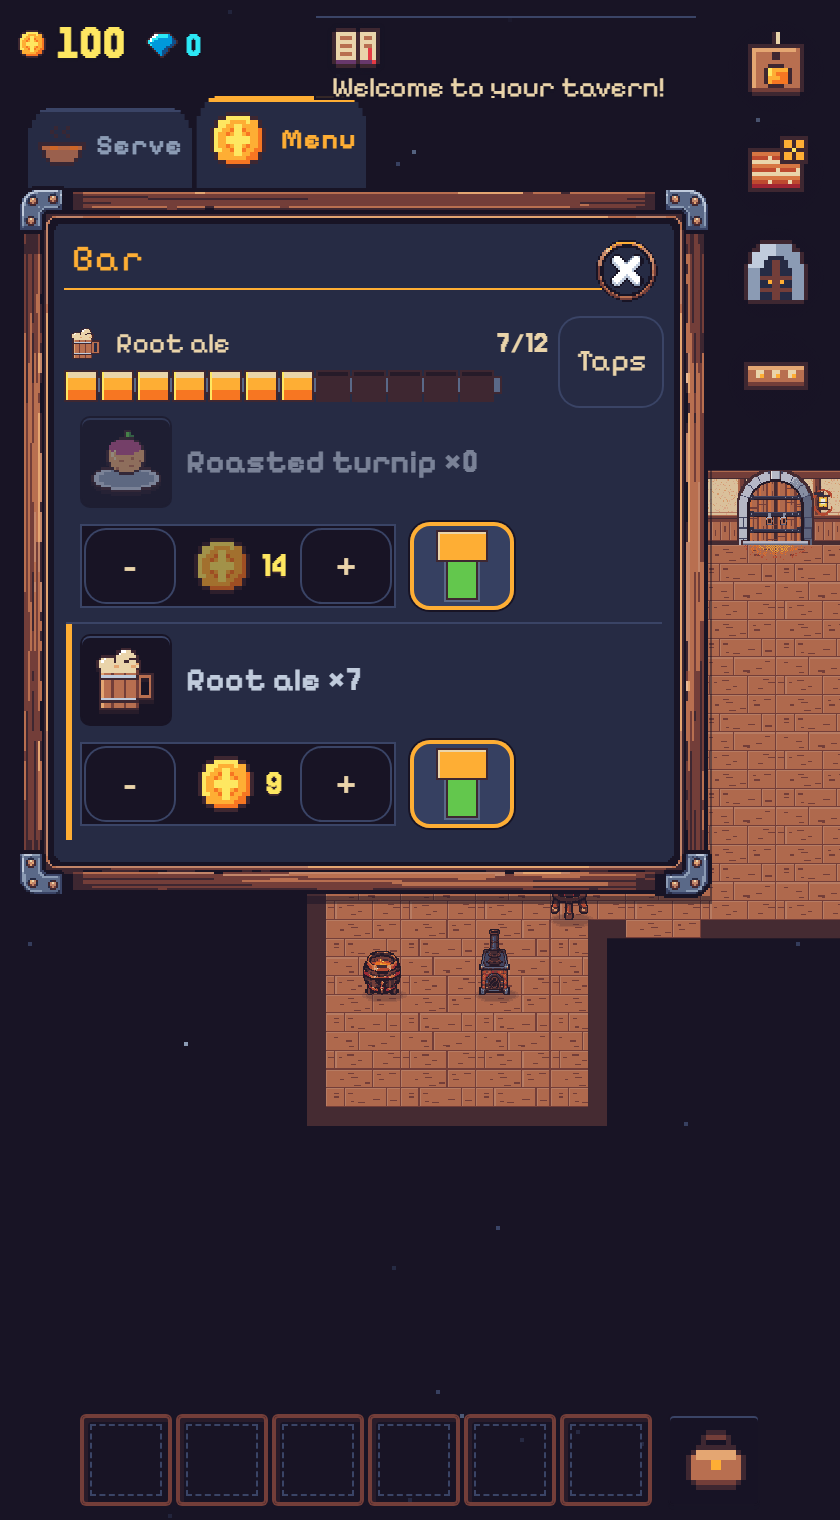 100 0
Welcome to your tavern!
Serve Menu
Bar
Root ale 7/12 Taps
Roasted turnip ×0
- 14 +
Root ale ×7
- 9 +